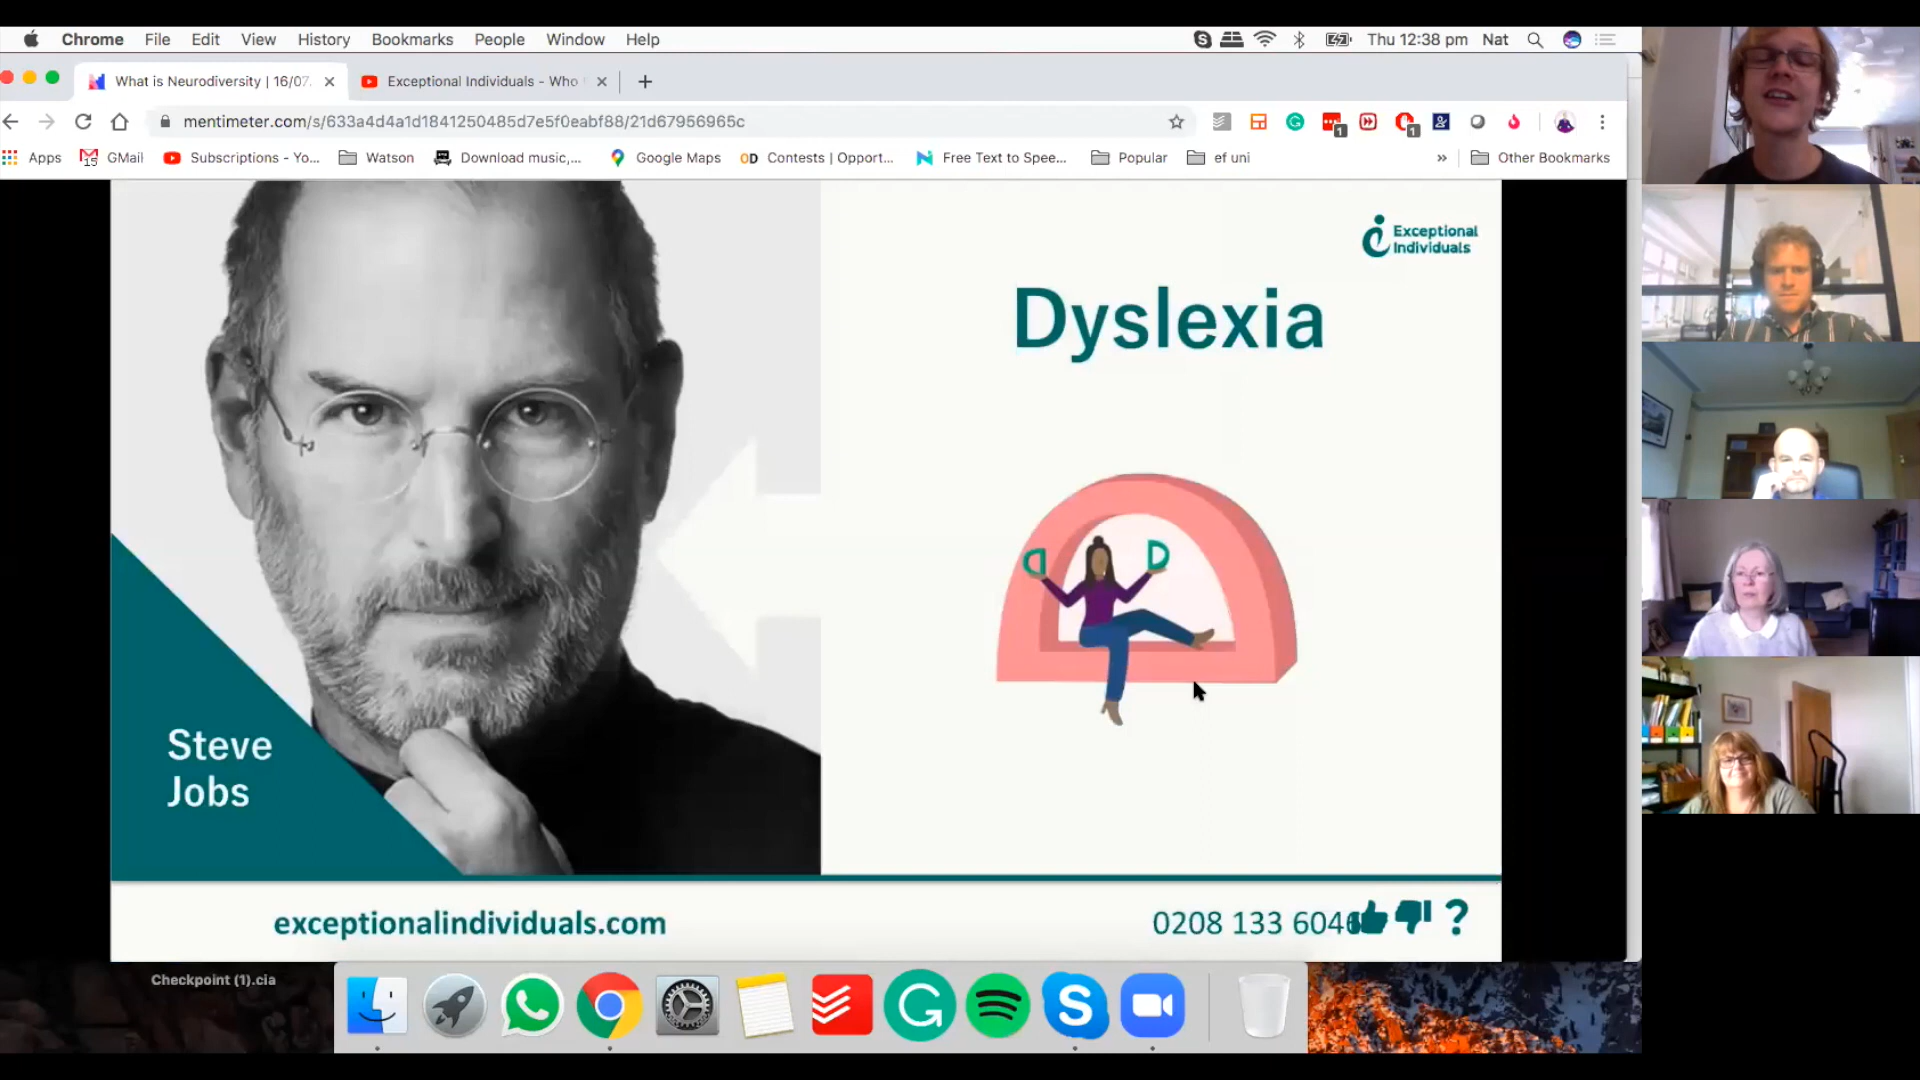 Chrome File Edit View History Bookmarks People Window Help Thu 12:38 pm Nat
What is Neurodiversity | 16/07. Exceptional Individuals - Who
mentimeter.com/s/633a4d4a1d1841250485d7e5f0eabf88/21d67956965c
Apps 15 GMail Subscriptions - Yo... Watson Download music,... Google Maps OD Contests | Opport... Free Text to Spee... Popular ef uni » Other Bookmarks
Exceptional
Individuals
Dyslexia
D D
Steve
Jobs
exceptionalindividuals.com 0208 133 6046 ?
Checkpoint (1).cia